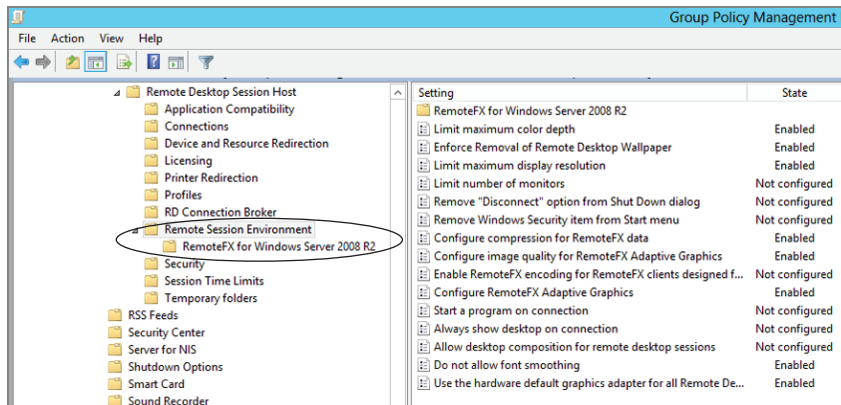 Group Policy Management
File Action View Help
Remote Desktop Session Host
Application Compatibility
Connections
Device and Resource Redirection
Licensing
Printer Redirection
Profiles
RD Connection Broker
Remote Session Environment
RemoteFX for Windows Server 2008 R2
Security
Session Time Limits
Temporary folders
RSS Feeds
Security Center
Server for NIS
Shutdown Options
Smart Card
Sound Recorder
Setting State
RemoteFX for Windows Server 2008 R2
Limit maximum color depth Enabled
Enforce Removal of Remote Desktop Wallpaper Enabled
Limit maximum display resolution Enabled
Limit number of monitors Not configured
Remove "Disconnect" option from Shut Down dialog Not configured
Remove Windows Security item from Start menu Not configured
Configure compression for RemoteFX data Enabled
Configure image quality for RemoteFX Adaptive Graphics Enabled
Enable RemoteFX encoding for RemoteFX clients designed f... Not configured
Configure RemoteFX Adaptive Graphics Enabled
Start a program on connection Not configured
Always show desktop on connection Not configured
Allow desktop composition for remote desktop sessions Not configured
Do not allow font smoothing Enabled
Use the hardware default graphics adapter for all Remote De... Enabled